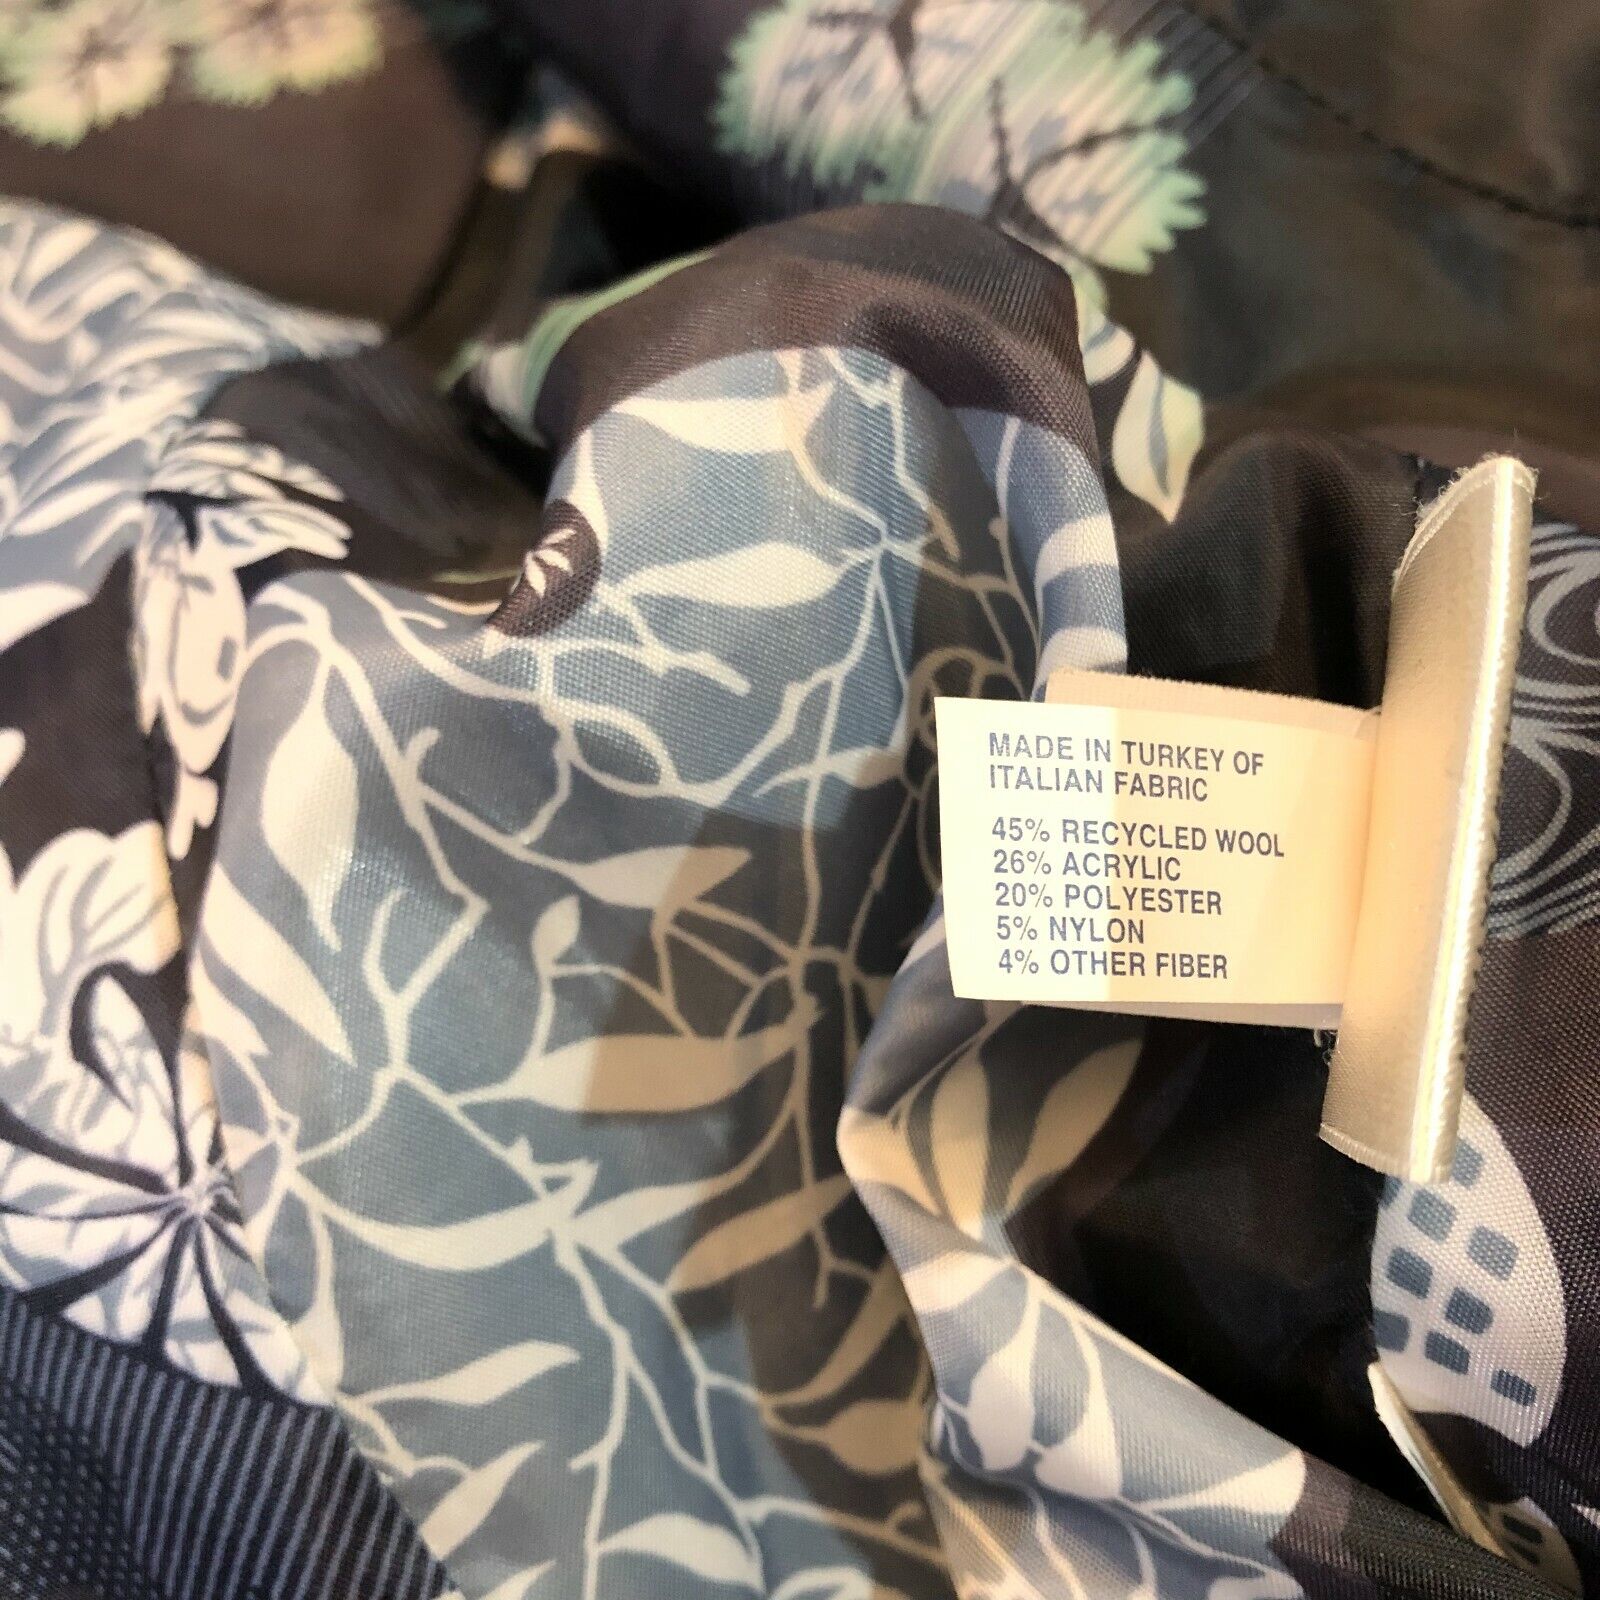 MADE IN TURKEY OF
ITALIAN FABRIC
45% RECYCLED WOOL
26% ACRYLIC
20% POLYESTER
5% NYLON
4% OTHER FIBER